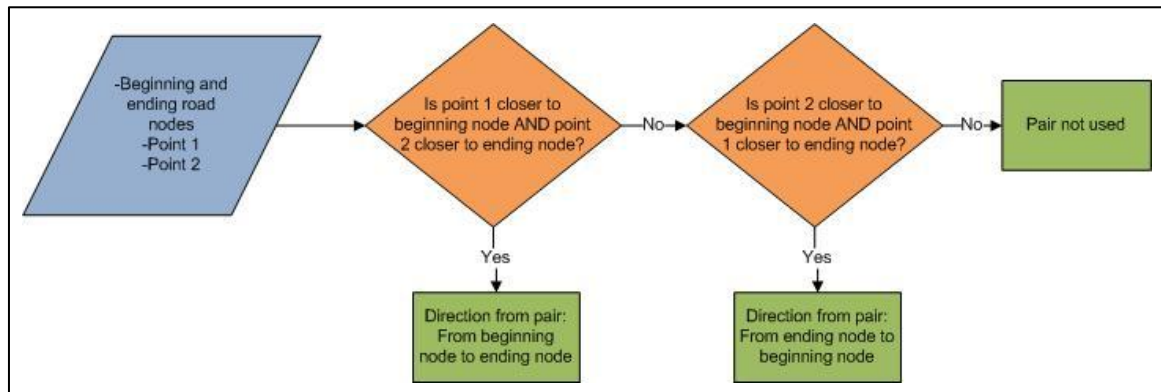 -Beginning and
ending road
nodes
-Point 1
-Point 2
Is point 1 closer to
beginning node AND point
2 closer to ending node?
No
Is point 2 closer to
beginning node AND point
1 closer to ending node?
No
Pair not used
Yes
Yes
Direction from pair:
From beginning
node to ending node
Direction from pair:
From ending node to
beginning node